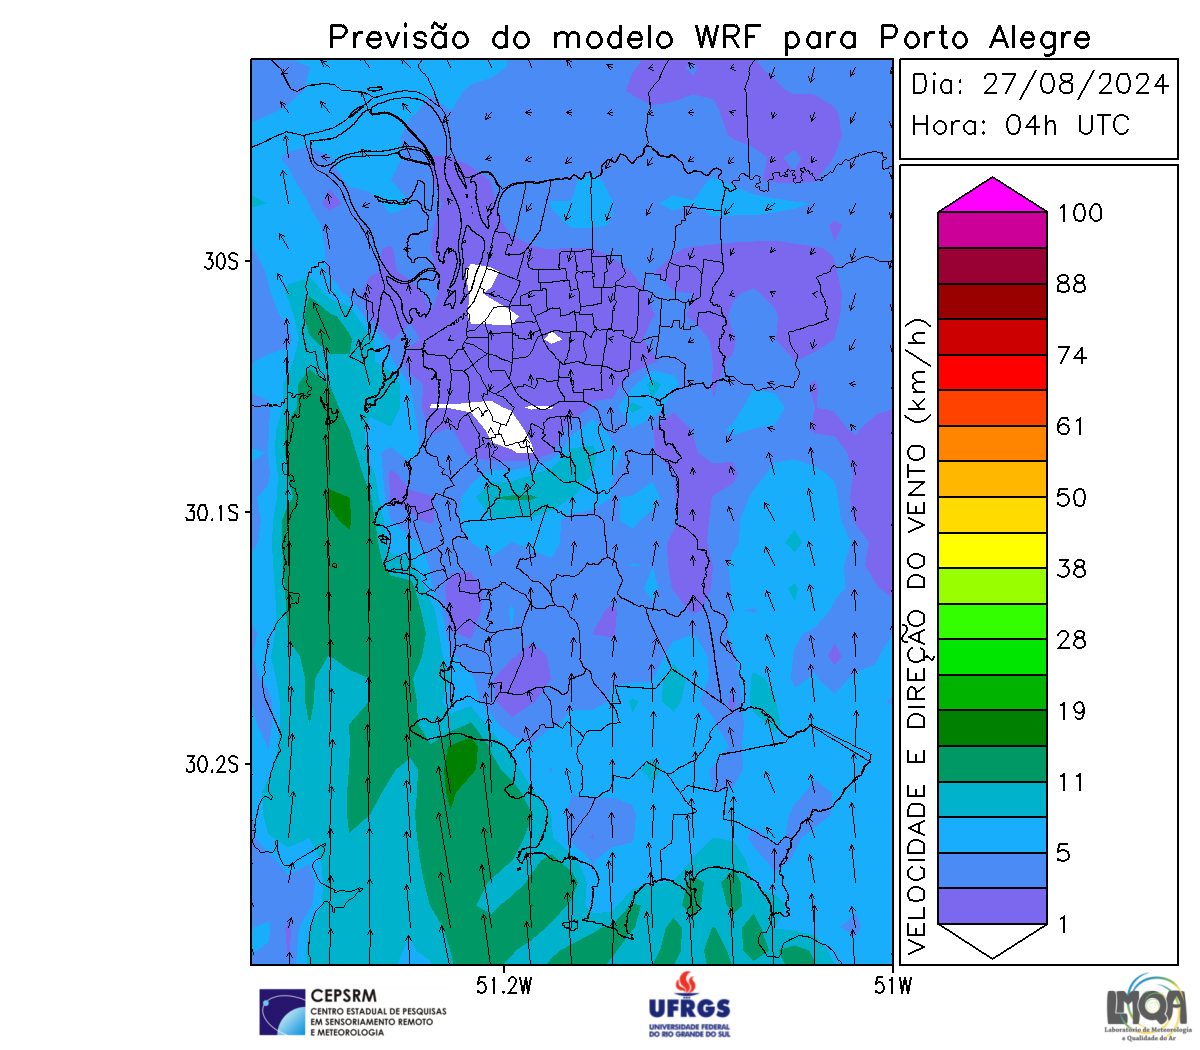 Previsão do modelo WRF para Porto Alegre
Dia: 27/08/2024
Hora: 04h UTC
30S
30.1S
30.2S
51.2W
51W
VELOCIDADE E DIREÇÃO DO VENTO (km/h)
100
88
74
61
50
38
28
19
11
5
1
CEPSRM
CENTRO ESTADUAL DE PESQUISAS
EM SENSORIAMENTO REMOTO
E METEOROLOGIA
UFRGS
UNIVERSIDADE FEDERAL
DO RIO GRANDE DO SUL
LMQA
Laboratório de Meteorologia
e Qualidade do Ar